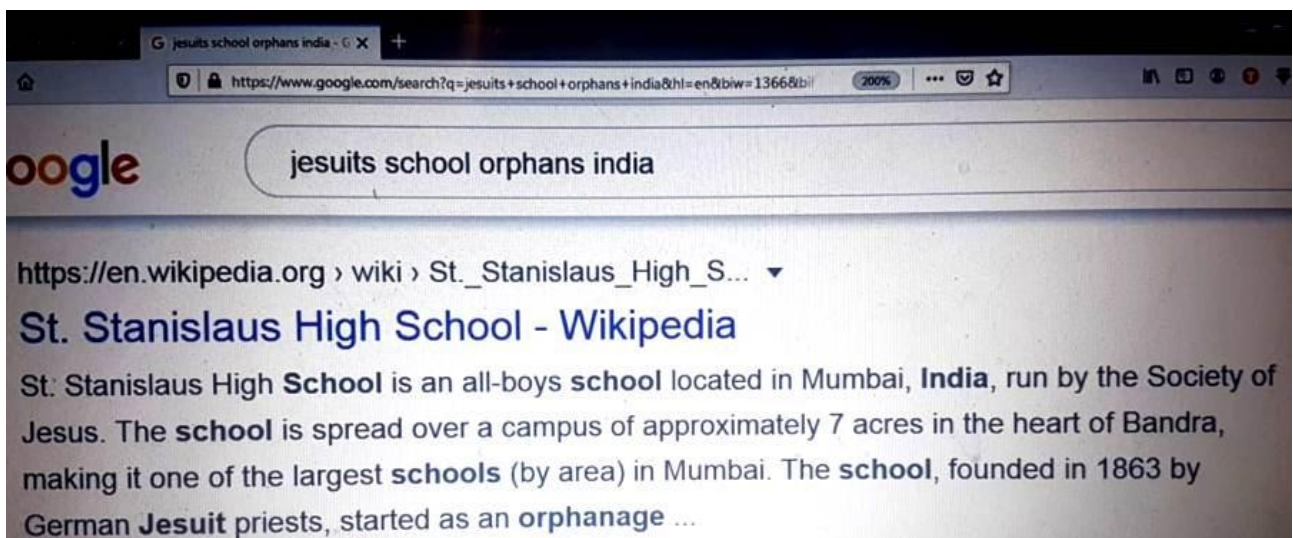 G jesuits school orphans india - G X +
https://www.google.com/search?q=jesuits+school+orphans+india&hl=en&biw=1366&bi 200% ...
oogle jesuits school orphans india
https://en.wikipedia.org › wiki › St._Stanislaus_High_S... ▼
St. Stanislaus High School - Wikipedia
St. Stanislaus High School is an all-boys school located in Mumbai, India, run by the Society of
Jesus. The school is spread over a campus of approximately 7 acres in the heart of Bandra,
making it one of the largest schools (by area) in Mumbai. The school, founded in 1863 by
German Jesuit priests, started as an orphanage ...